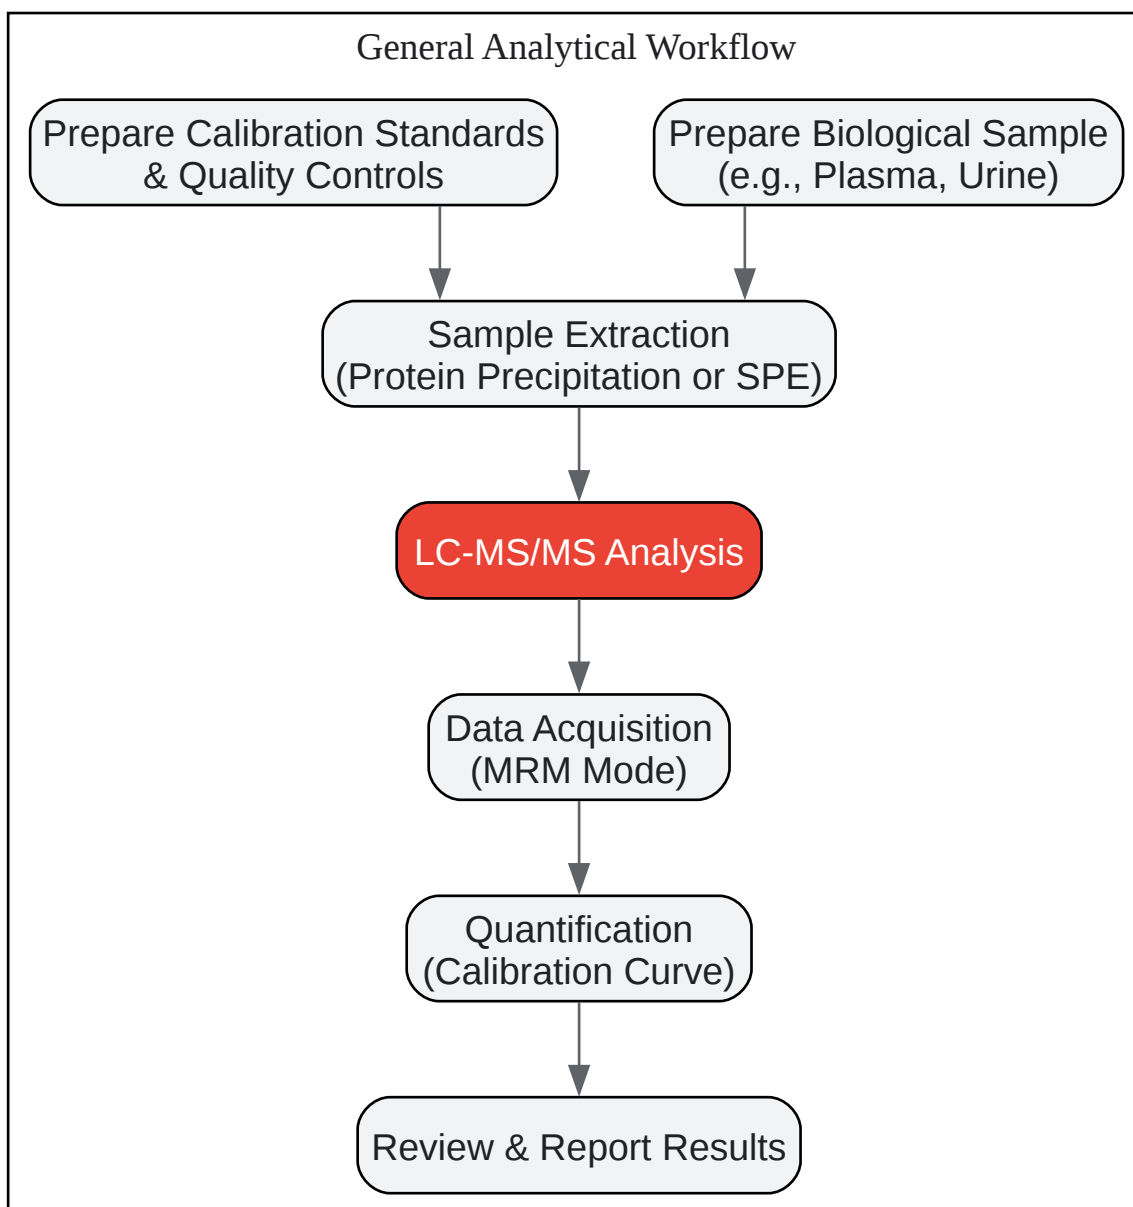 General Analytical Workflow
Prepare Calibration Standards
& Quality Controls
Prepare Biological Sample
(e.g., Plasma, Urine)
Sample Extraction
(Protein Precipitation or SPE)
LC-MS/MS Analysis
Data Acquisition
(MRM Mode)
Quantification
(Calibration Curve)
Review & Report Results